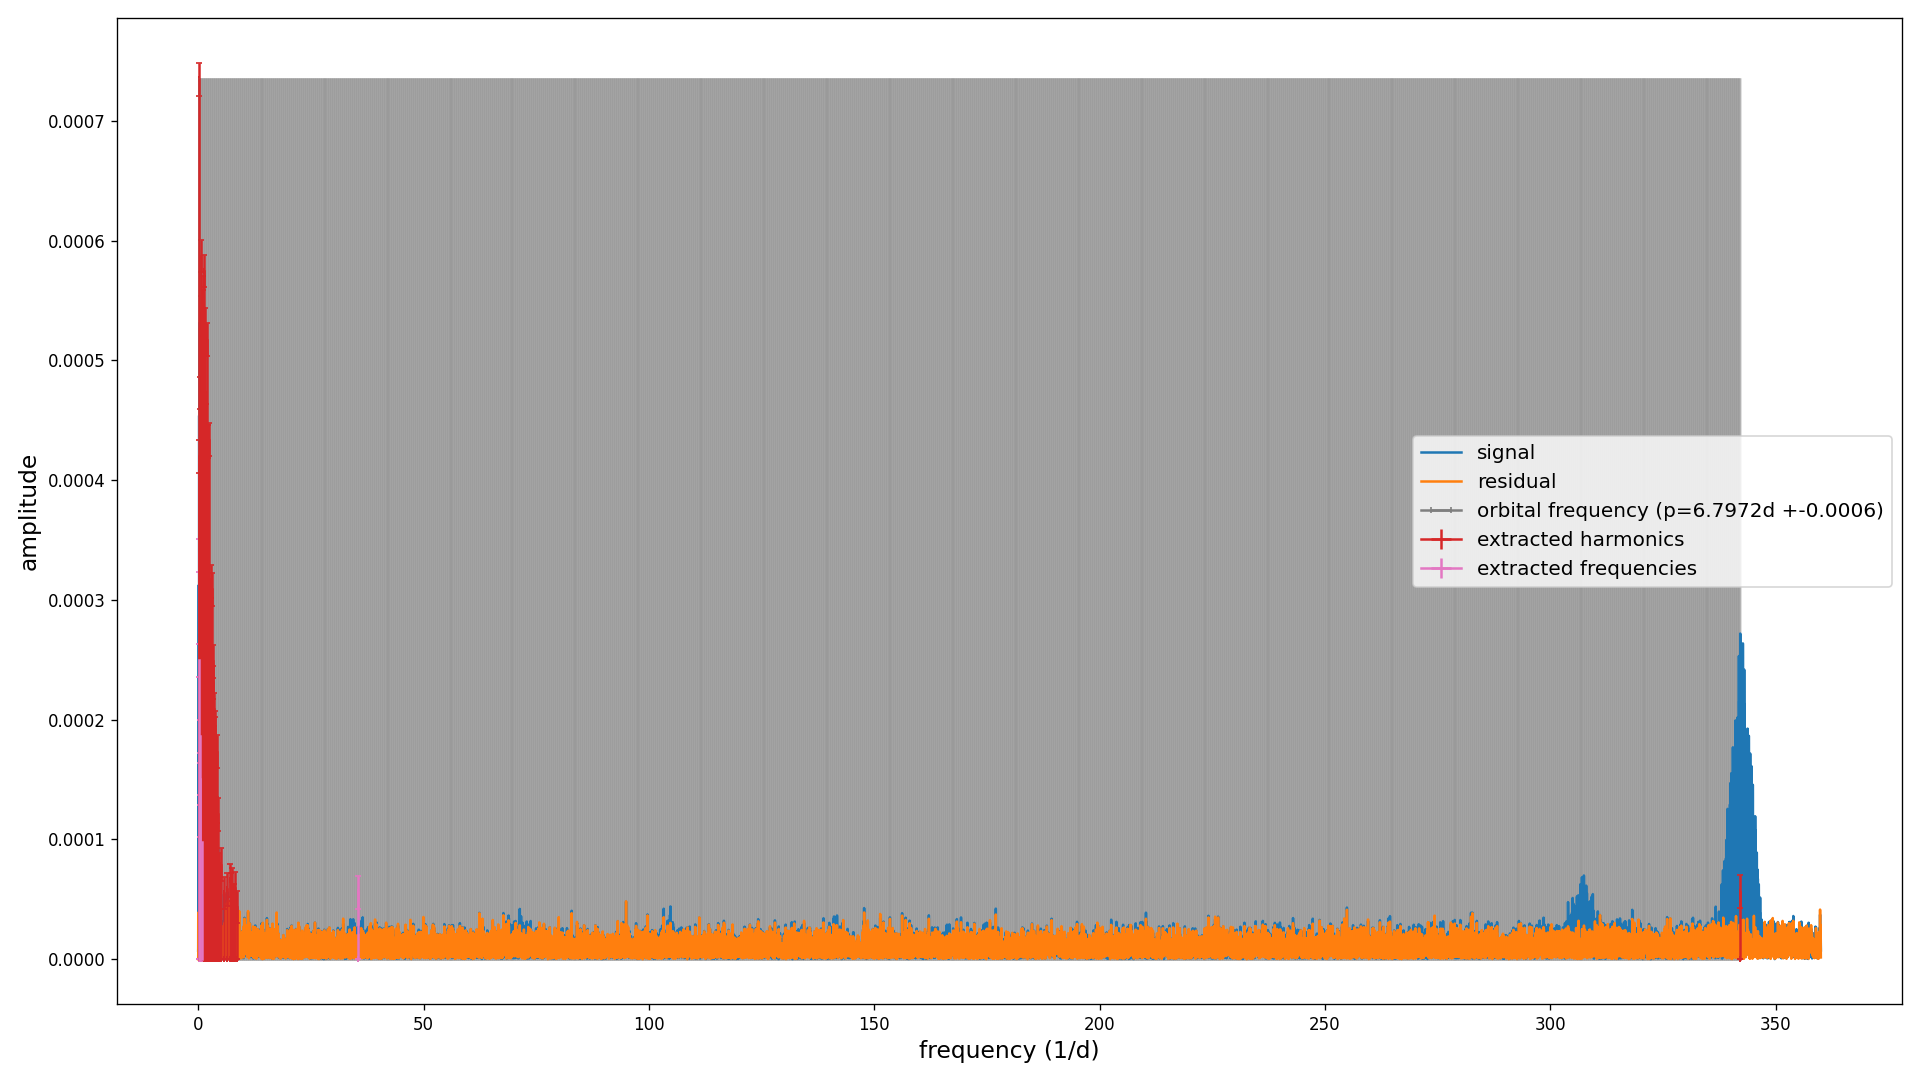 0.0007
0.0006
0.0005
0.0004
0.0003
0.0002
0.0001
0.0000
amplitude
signal
residual
orbital frequency (p=6.7972d +-0.0006)
extracted harmonics
extracted frequencies
0 50 100 150 200 250 300 350
frequency (1/d)